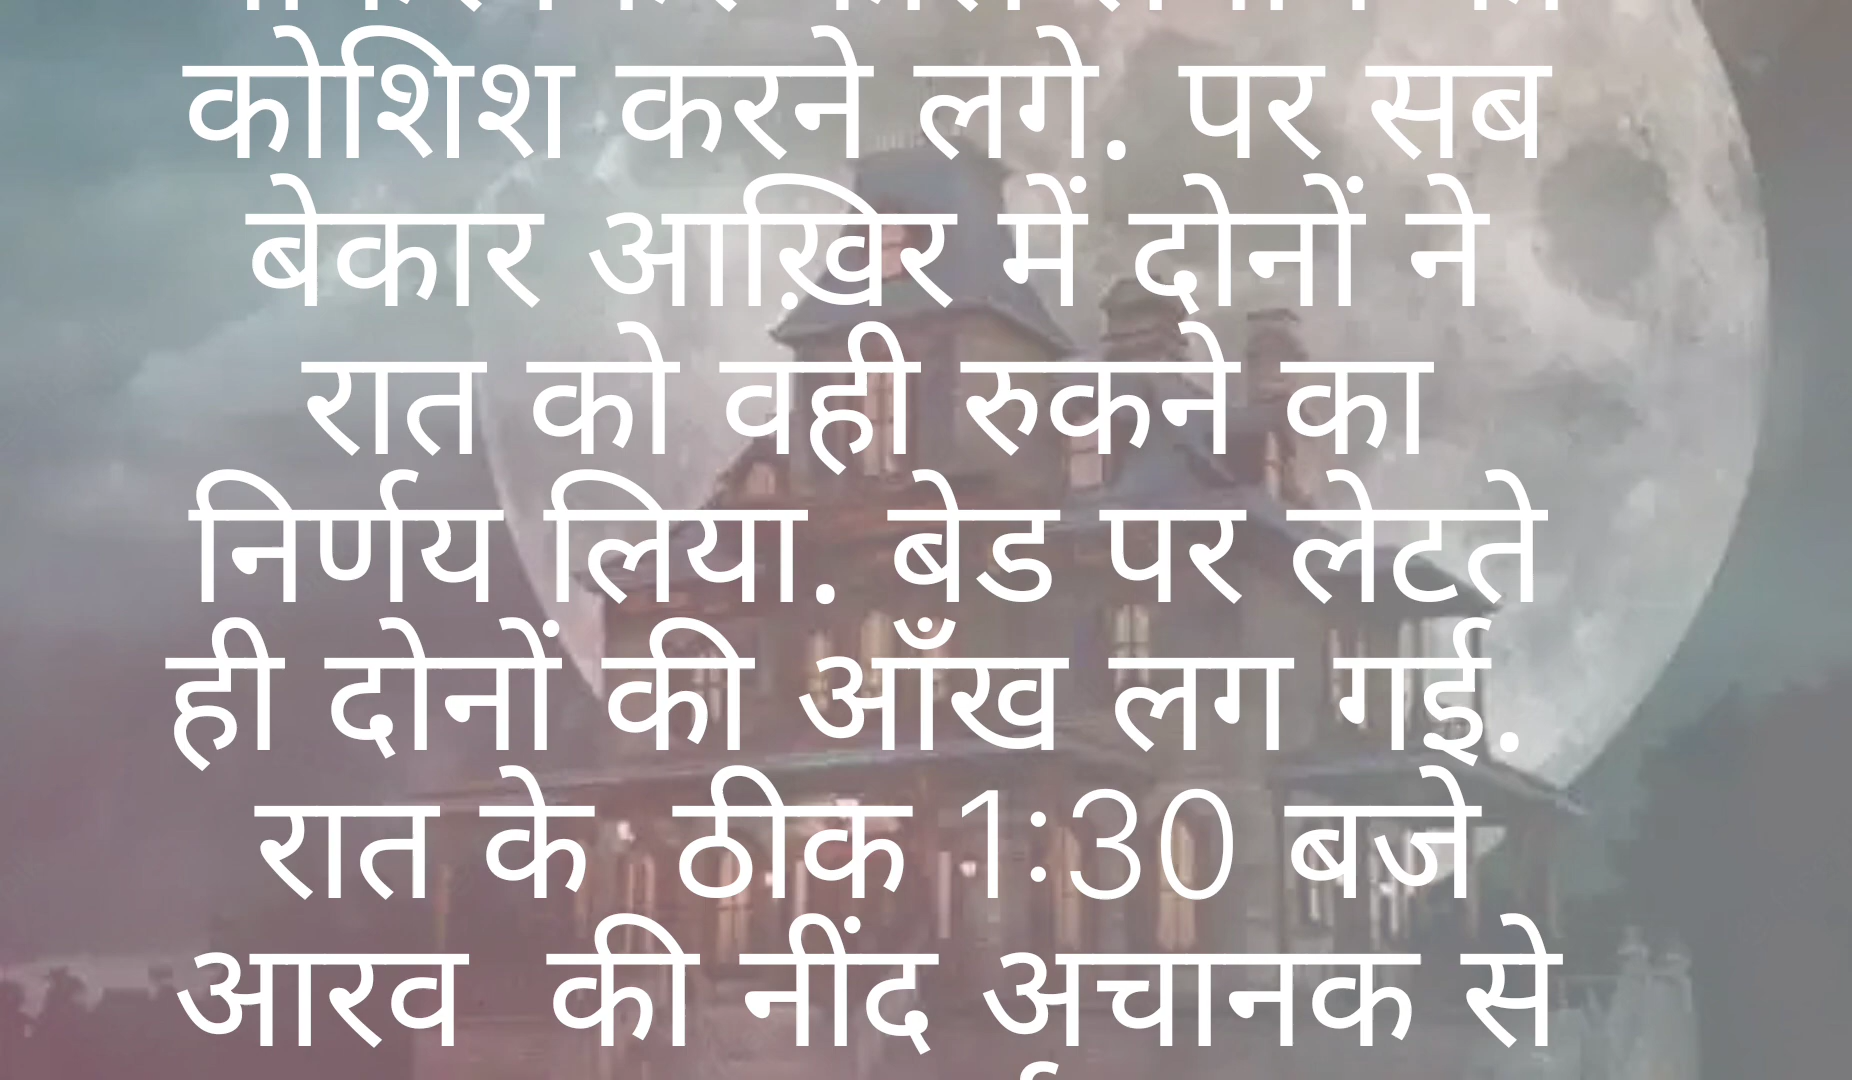 कोशिश करने लगे. पर सब
बेकार आख़िर में दोनों ने
रात को वही रुकने का
निर्णय लिया. बेड पर लेटते
ही दोनों की आँख लग गई.
रात के  ठीक 1:30 बजे
आरव  की नींद अचानक से